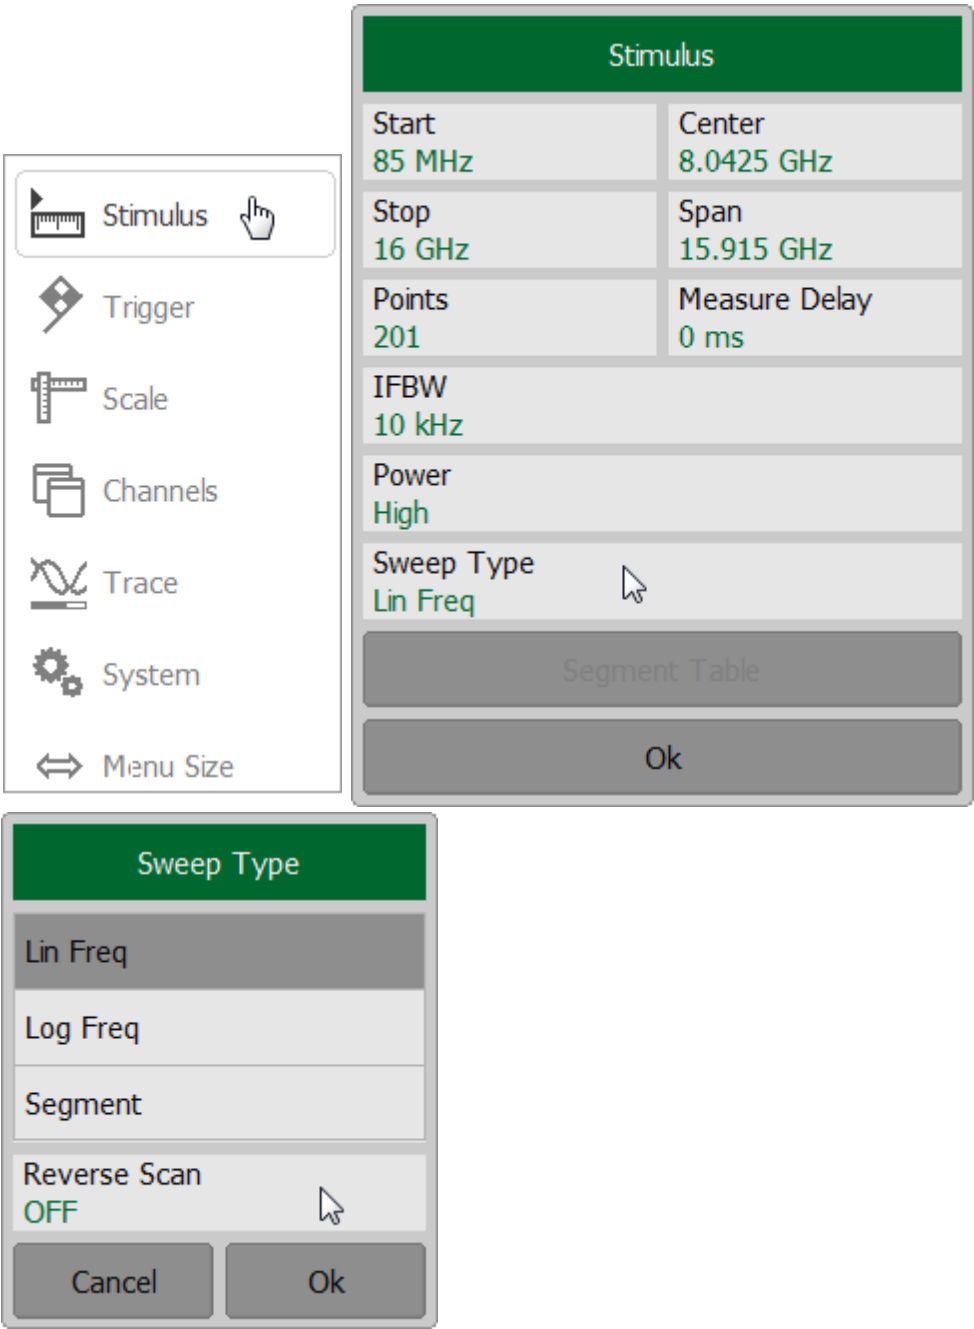 Stimulus
Trigger
Scale
Channels
Trace
System
Menu Size
Stimulus
Start
85 MHz
Center
8.0425 GHz
Stop
16 GHz
Span
15.915 GHz
Points
201
Measure Delay
0 ms
IFBW
10 kHz
Power
High
Sweep Type
Lin Freq
Segment Table
Ok
Sweep Type
Lin Freq
Log Freq
Segment
Reverse Scan
OFF
Cancel
Ok